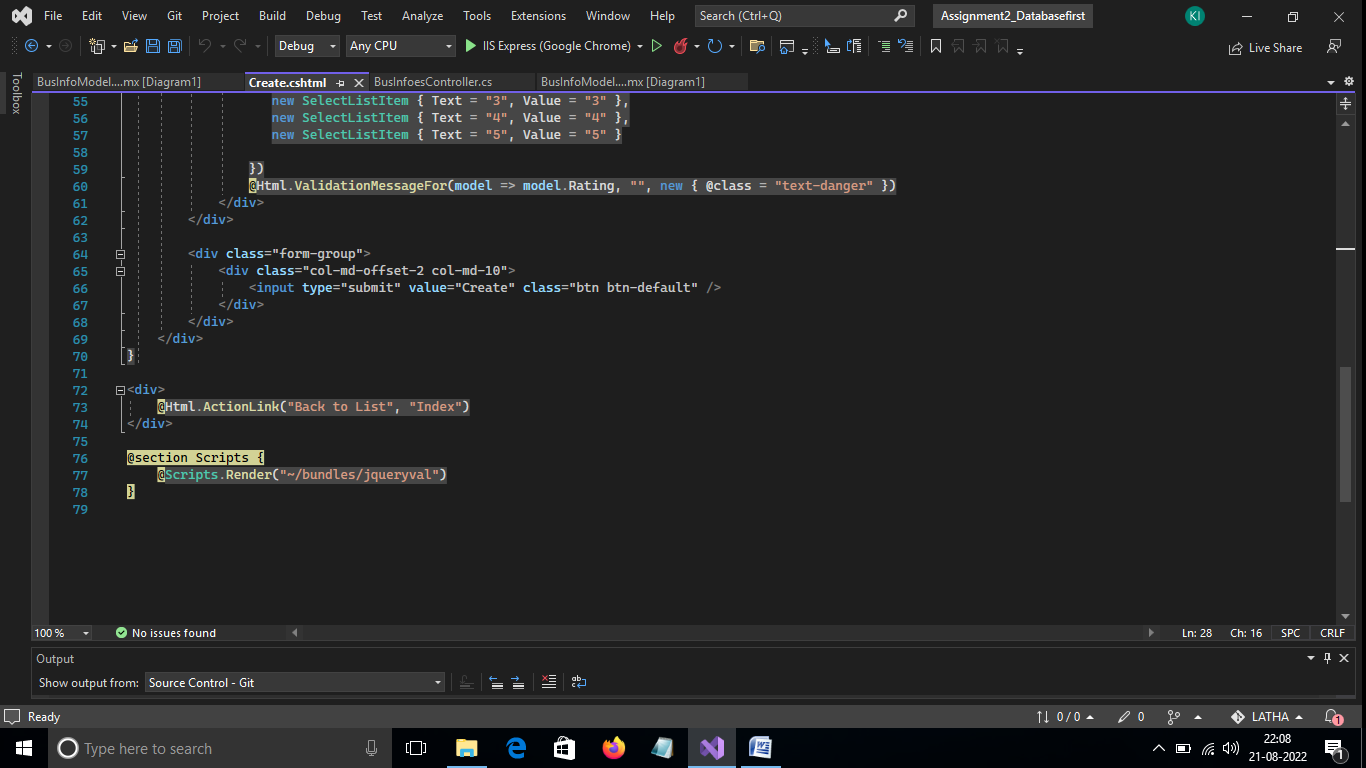 File Edit View Git Project Build Debug Test Analyze Tools Extensions Window Help Search (Ctrl+Q) Assignment2_Databasefirst KI
Debug Any CPU IIS Express (Google Chrome) Live Share
Toolbox
BusInfoModel....mx [Diagram1] Create.cshtml BusInfoesController.cs BusInfoModel....mx [Diagram1]
55 new SelectListItem { Text = "3", Value = "3" },
56 new SelectListItem { Text = "4", Value = "4" },
57 new SelectListItem { Text = "5", Value = "5" }
58
59 })
60 @Html.ValidationMessageFor(model => model.Rating, "", new { @class = "text-danger" })
61 </div>
62 </div>
63
64 <div class="form-group">
65 <div class="col-md-offset-2 col-md-10">
66 <input type="submit" value="Create" class="btn btn-default" />
67 </div>
68 </div>
69 </div>
70 }
71
72 <div>
73 @Html.ActionLink("Back to List", "Index")
74 </div>
75
76 @section Scripts {
77 @Scripts.Render("~/bundles/jqueryval")
78 }
79
100 % No issues found Ln: 28 Ch: 16 SPC CRLF
Output
Show output from: Source Control - Git
Ready 0 / 0 0 LATHA 1
Type here to search 22:08
21-08-2022 1